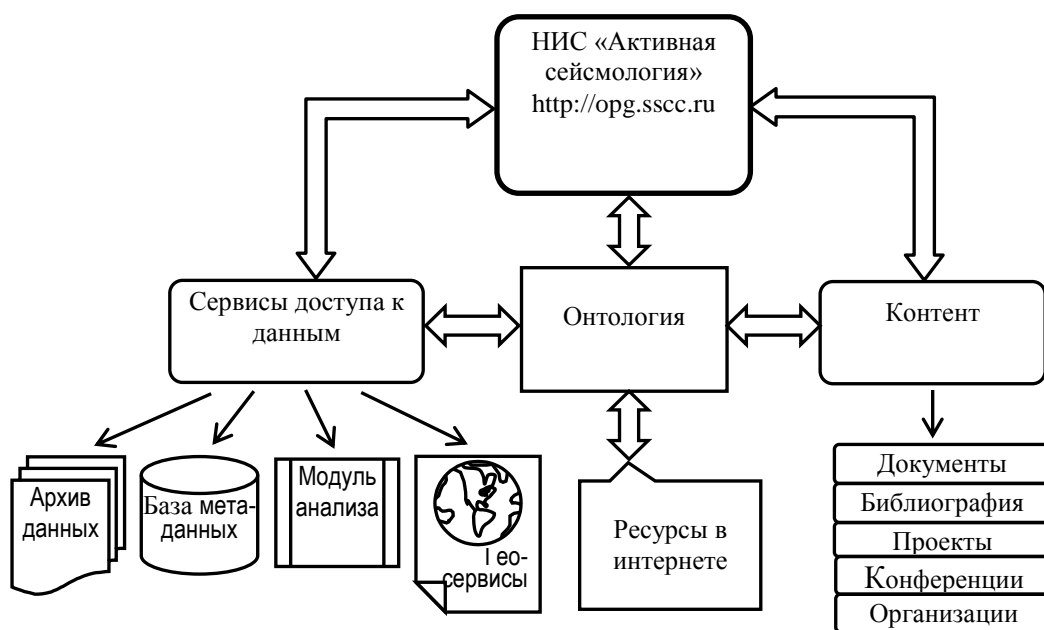 НИС «Активная
сейсмология»
http://opg.sscc.ru
Сервисы доступа к
данным
Онтология
Контент
Архив
данных
База мета-
данных
Модуль
анализа
Гео-
сервисы
Ресурсы в
интернете
Документы
Библиография
Проекты
Конференции
Организации